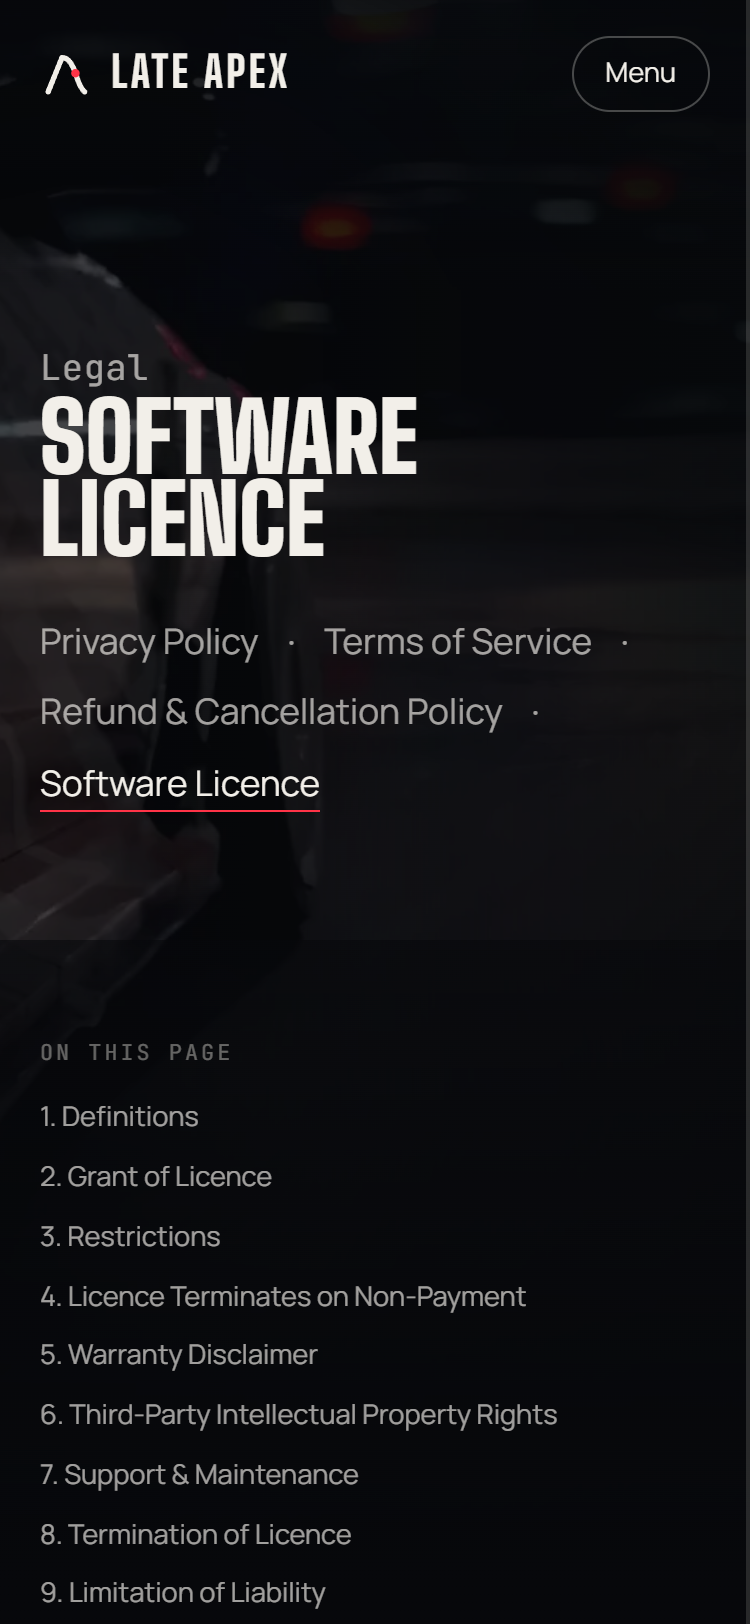 LATE APEX
Menu
Legal
SOFTWARE
LICENCE
Privacy Policy · Terms of Service ·
Refund & Cancellation Policy ·
Software Licence
ON THIS PAGE
1. Definitions
2. Grant of Licence
3. Restrictions
4. Licence Terminates on Non-Payment
5. Warranty Disclaimer
6. Third-Party Intellectual Property Rights
7. Support & Maintenance
8. Termination of Licence
9. Limitation of Liability